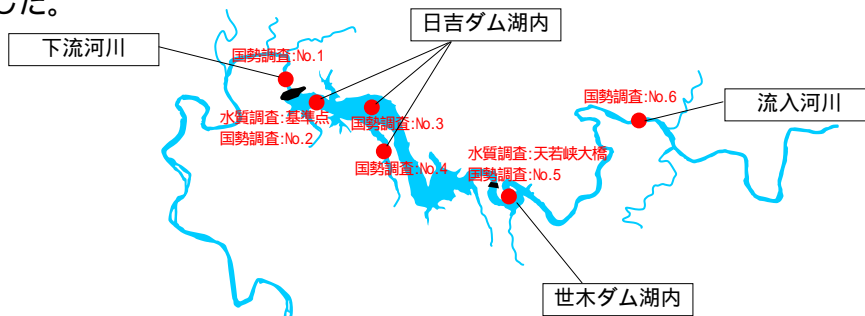 した。
日吉ダム湖内
下流河川
国勢調査:No.1
国勢調査:No.6
流入河川
水質調査:基準点
国勢調査:No.2
国勢調査:No.3
国勢調査:No.4
水質調査:天若峡大橋
国勢調査:No.5
世木ダム湖内